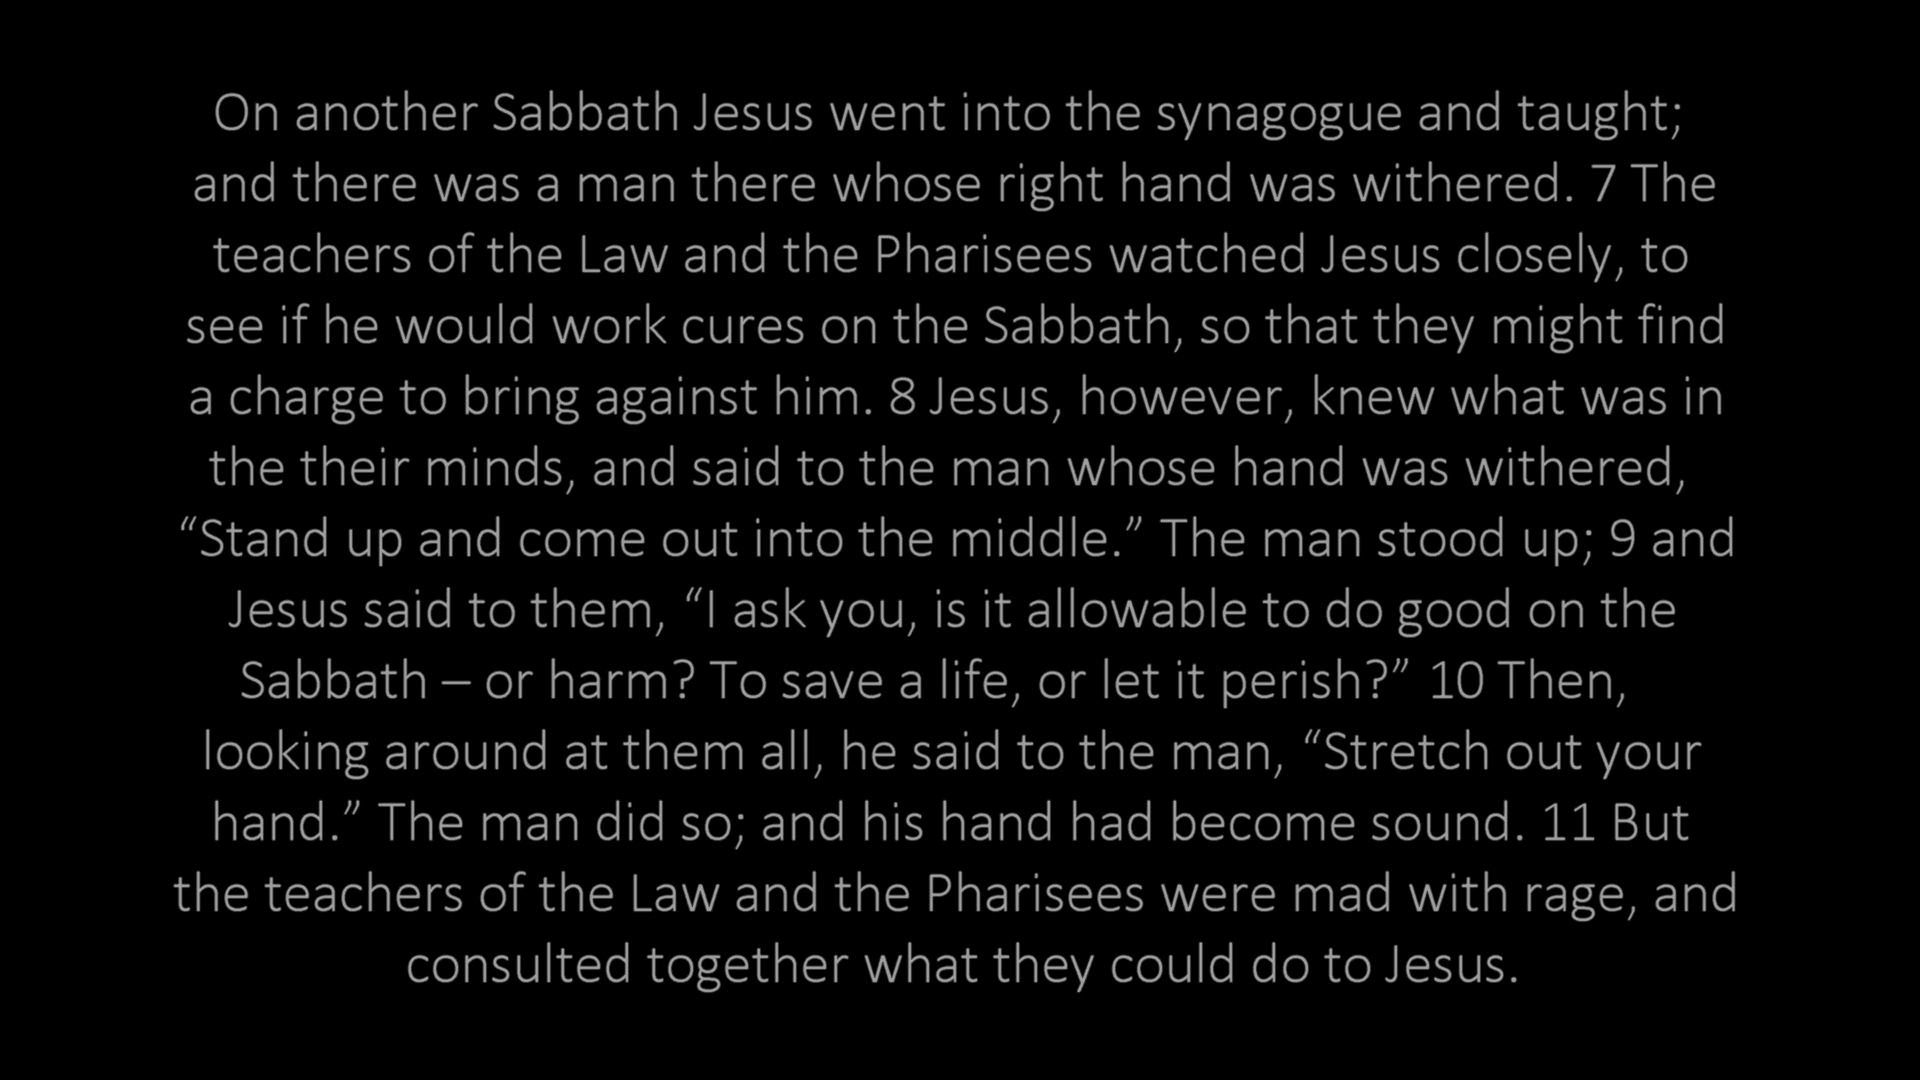 On another Sabbath Jesus went into the synagogue and taught;
and there was a man there whose right hand was withered. 7 The
teachers of the Law and the Pharisees watched Jesus closely, to
see if he would work cures on the Sabbath, so that they might find
a charge to bring against him. 8 Jesus, however, knew what was in
the their minds, and said to the man whose hand was withered,
“Stand up and come out into the middle.” The man stood up; 9 and
Jesus said to them, “I ask you, is it allowable to do good on the
Sabbath – or harm? To save a life, or let it perish?” 10 Then,
looking around at them all, he said to the man, “Stretch out your
hand.” The man did so; and his hand had become sound. 11 But
the teachers of the Law and the Pharisees were mad with rage, and
consulted together what they could do to Jesus.